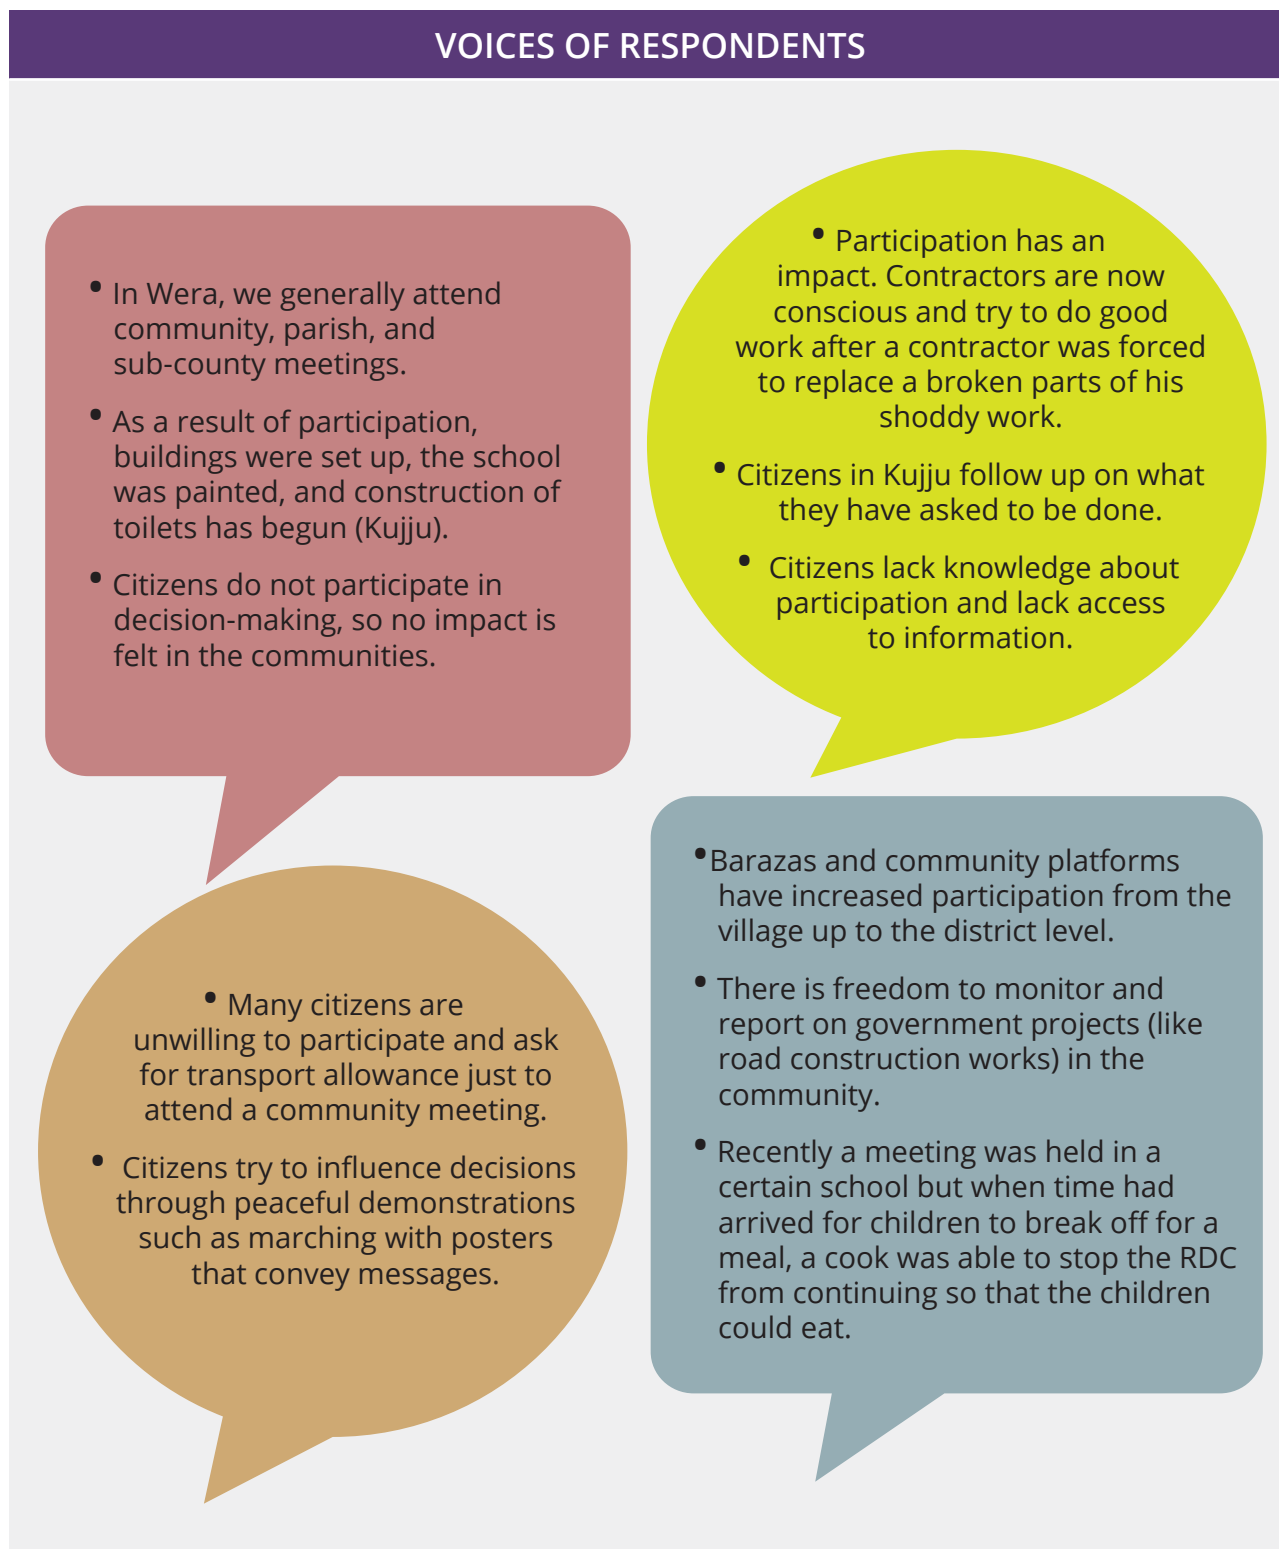 VOICES OF RESPONDENTS
• In Wera, we generally attend
community, parish, and
sub-county meetings.
• As a result of participation,
buildings were set up, the school
was painted, and construction of
toilets has begun (Kujju).
• Citizens do not participate in
decision-making, so no impact is
felt in the communities.
• Participation has an
impact. Contractors are now
conscious and try to do good
work after a contractor was forced
to replace a broken parts of his
shoddy work.
• Citizens in Kujju follow up on what
they have asked to be done.
• Citizens lack knowledge about
participation and lack access
to information.
• Many citizens are
unwilling to participate and ask
for transport allowance just to
attend a community meeting.
• Citizens try to influence decisions
through peaceful demonstrations
such as marching with posters
that convey messages.
•Barazas and community platforms
have increased participation from the
village up to the district level.
• There is freedom to monitor and
report on government projects (like
road construction works) in the
community.
• Recently a meeting was held in a
certain school but when time had
arrived for children to break off for a
meal, a cook was able to stop the RDC
from continuing so that the children
could eat.